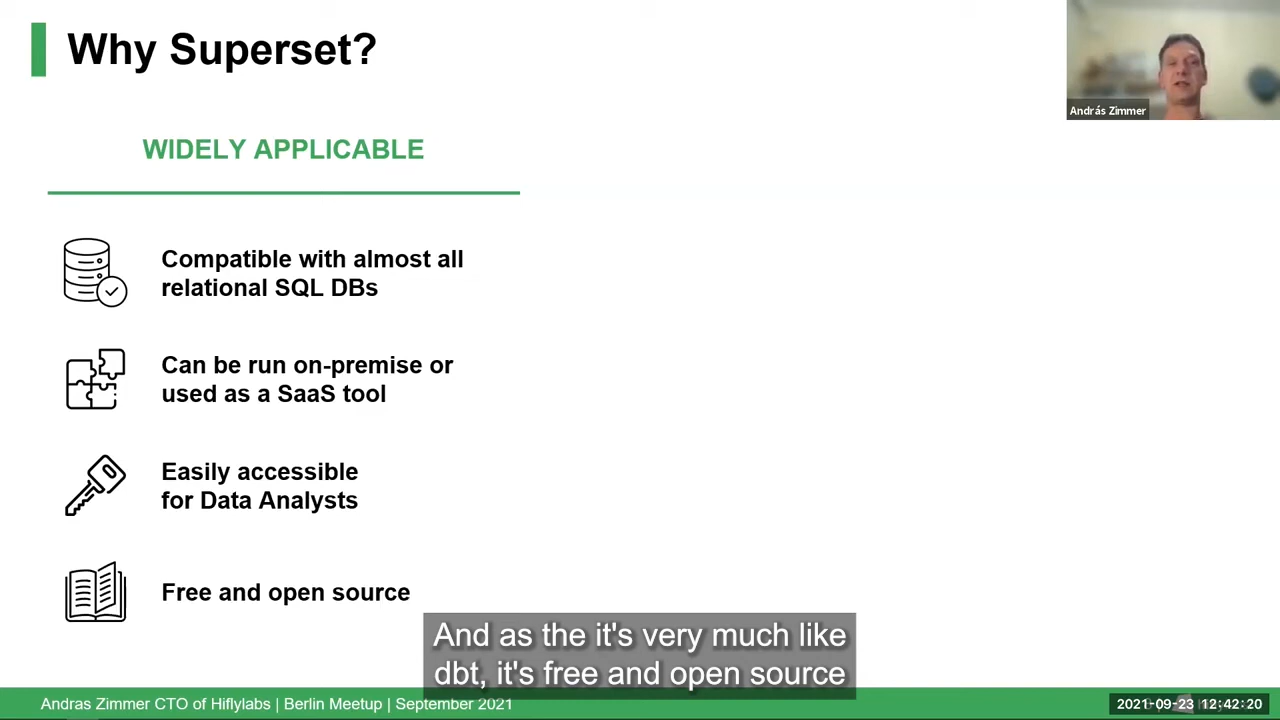 Why Superset?
András Zimmer
WIDELY APPLICABLE
Compatible with almost all
relational SQL DBs
Can be run on-premise or
used as a SaaS tool
Easily accessible
for Data Analysts
Free and open source
And as the it's very much like
dbt, it's free and open source
Andras Zimmer CTO of Hiflylabs | Berlin Meetup | September 2021
2021-09-23 12:42:20